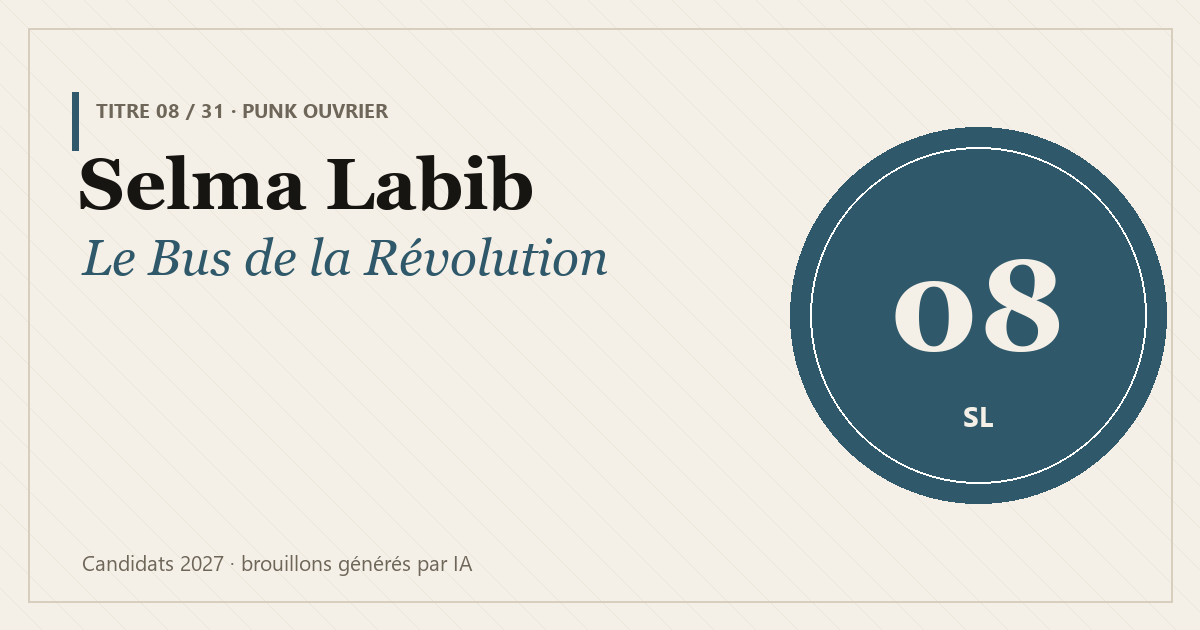 TITRE 08 / 31 · PUNK OUVRIER
Selma Labib
Le Bus de la Révolution
08
SL
Candidats 2027 · brouillons générés par IA